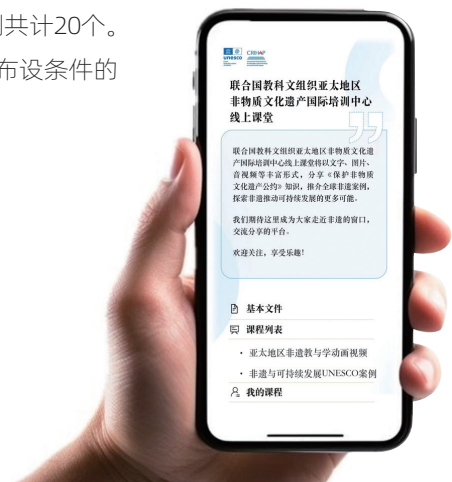 则共计20个。
布设条件的
unesco
CRIHAP
联合国教科文组织亚太地区
非物质文化遗产国际培训中心
线上课堂
联合国教科文组织亚太地区非物质文化遗
产国际培训中心线上课堂将以文字、图片、
音视频等丰富形式，分享《保护非物质
文化遗产公约》知识，推介全球非遗案例，
探索非遗推动可持续发展的更多可能。
我们期待这里成为大家走近非遗的窗口，
交流分享的平台。
欢迎关注，享受乐趣！
基本文件
课程列表
· 亚太地区非遗教与学动画视频
· 非遗与可持续发展UNESCO案例
我的课程